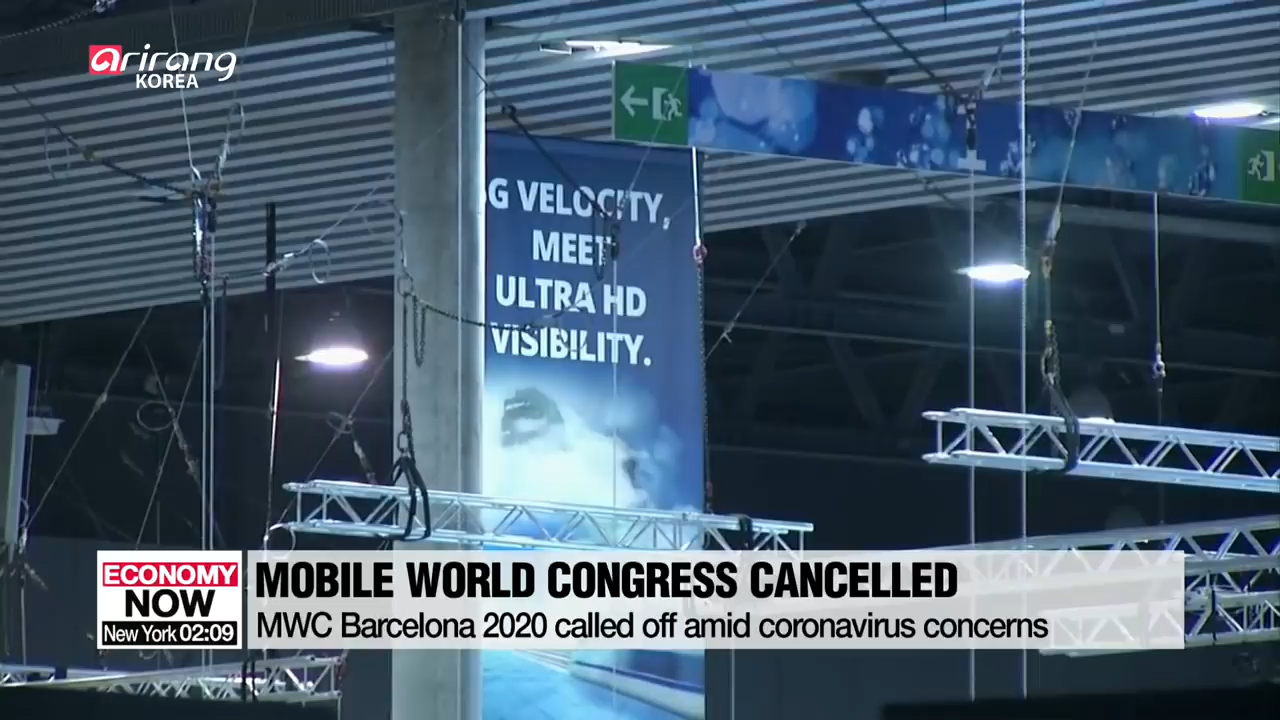 arirang
KOREA
G VELOCITY,
MEET
ULTRA HD
VISIBILITY.
ECONOMY
NOW
New York 02:09
MOBILE WORLD CONGRESS CANCELLED
MWC Barcelona 2020 called off amid coronavirus concerns